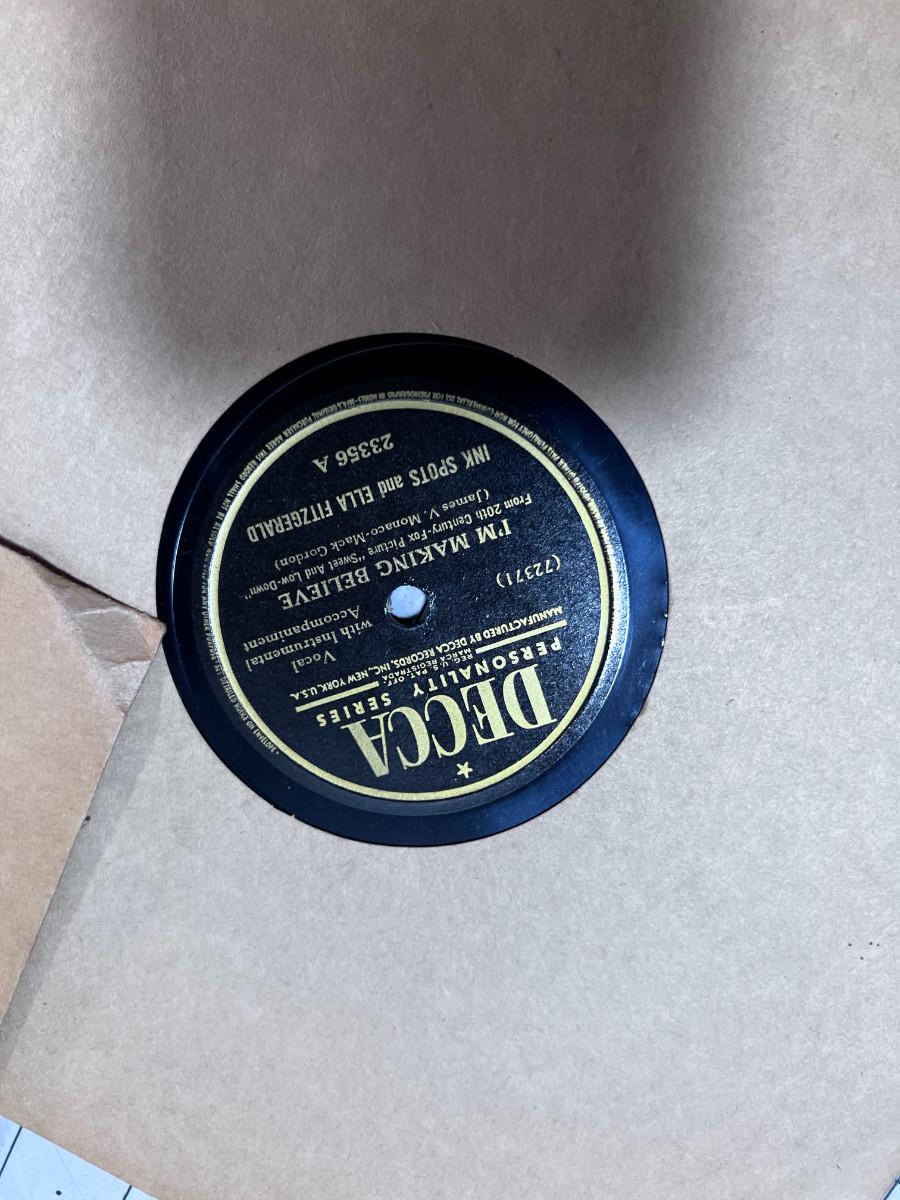 DECCA
PERSONALITY SERIES
REG. U.S. PAT. OFF.
MARCA REGISTRADA
MANUFACTURED BY DECCA RECORDS, INC., NEW YORK, U.S.A.
Vocal
with Instrumental
Accompaniment
(72371)
I'M MAKING BELIEVE
From 20th Century-Fox Picture "Sweet And Low-Down"
(James V. Monaco-Mack Gordon)
INK SPOTS and ELLA FITZGERALD
23356 A